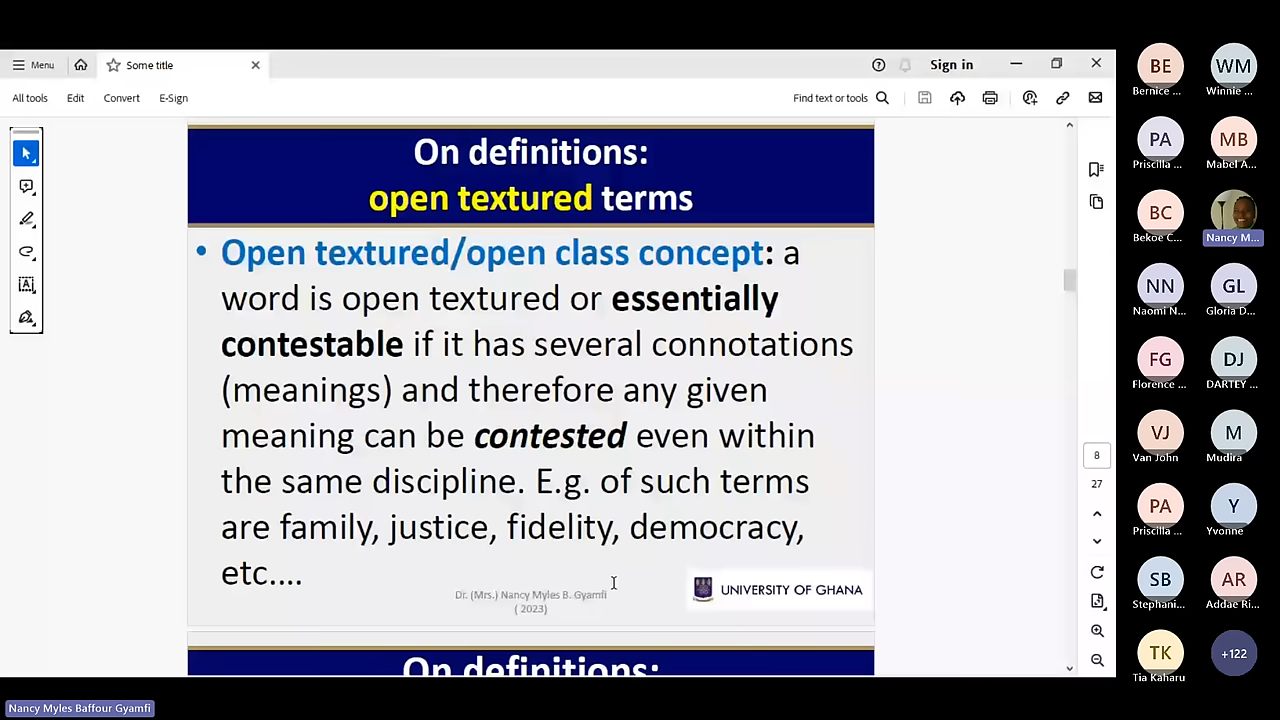 Menu
Some title
Sign in
All tools
Edit
Convert
E-Sign
Find text or tools
On definitions:
open textured terms
• Open textured/open class concept: a
word is open textured or essentially
contestable if it has several connotations
(meanings) and therefore any given
meaning can be contested even within
the same discipline. E.g. of such terms
are family, justice, fidelity, democracy,
etc....
Dr. (Mrs.) Nancy Myles B. Gyamfi
( 2023)
UNIVERSITY OF GHANA
On definitions:
8
27
BE
Bernice ...
WM
Winnie ...
PA
Priscilla ...
MB
Mabel A...
BC
Bekoe C...
Nancy M...
NN
Naomi N...
GL
Gloria D...
FG
Florence ...
DJ
DARTEY ...
VJ
Van John
M
Mudira
PA
Priscilla ...
Y
Yvonne
SB
Stephani...
AR
Addae Ri...
TK
Tia Kaharu
+122
Nancy Myles Baffour Gyamfi